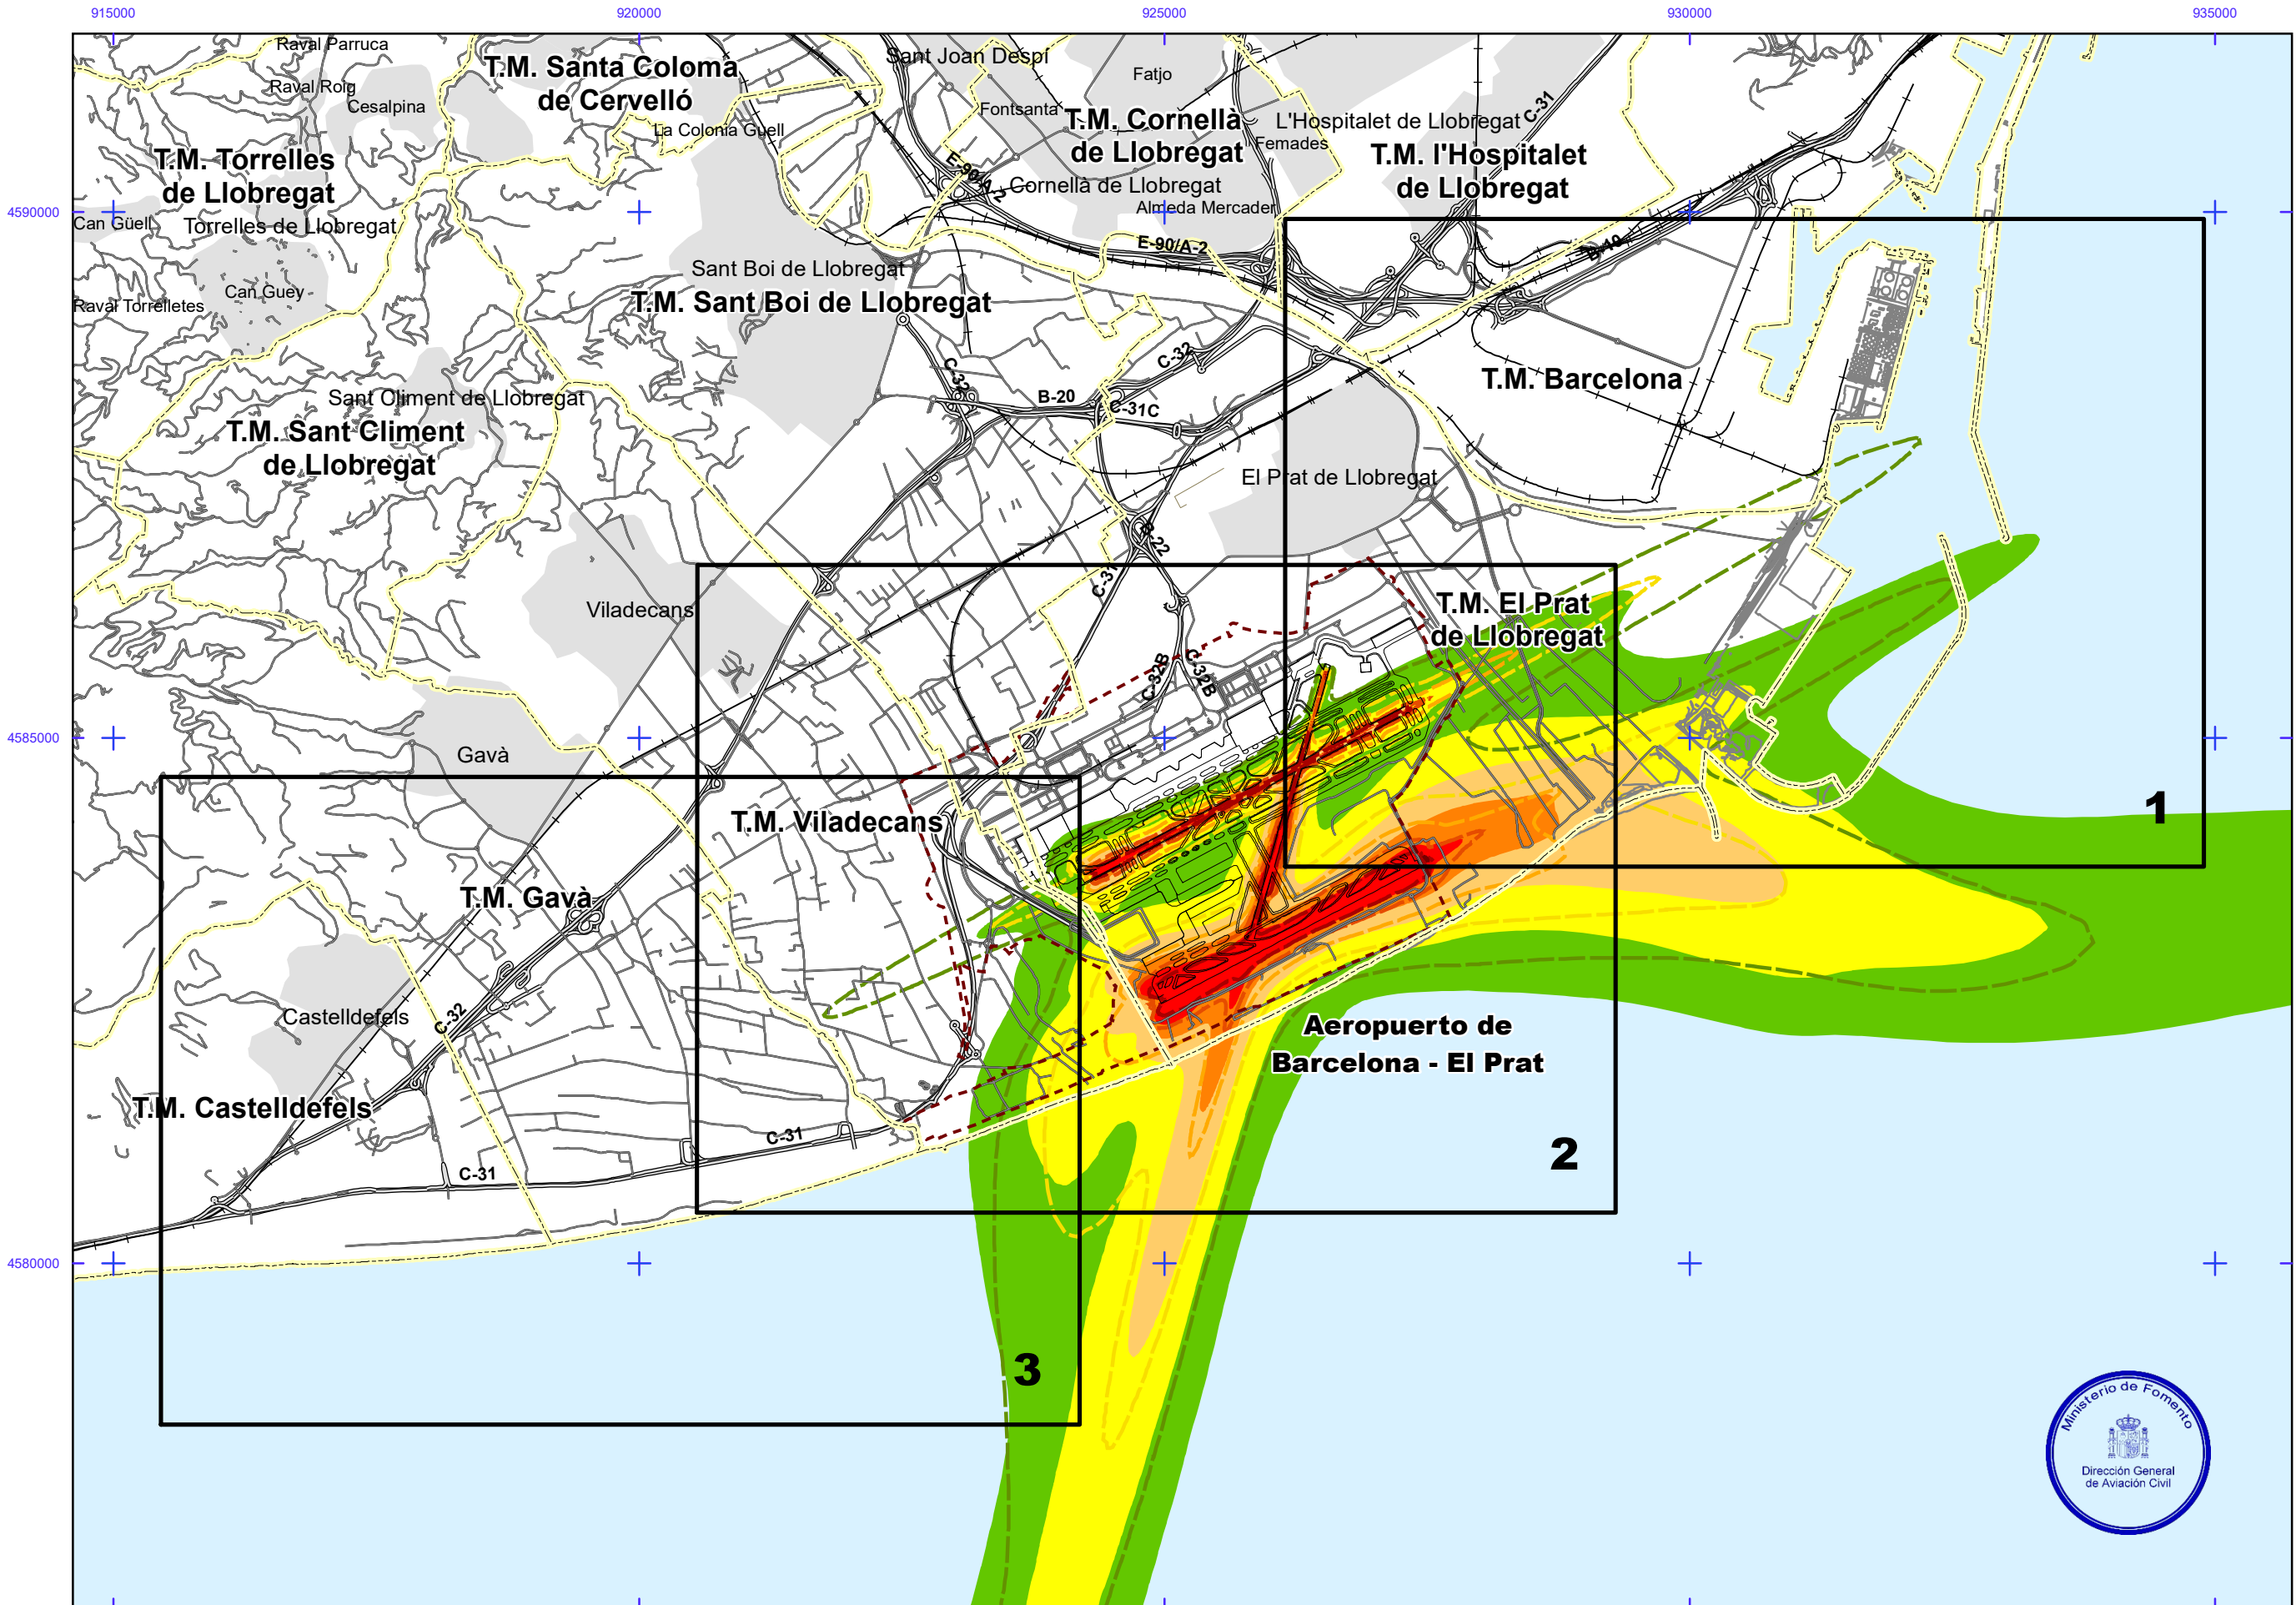 915000
920000
925000
930000
935000
Raval Parruca
T.M. Santa Coloma
de Cervelló
Sant Joan Despí
Fatjo
Raval Roig
Cesalpina
Fontsanta
La Colonia Guell
T.M. Cornellà
de Llobregat
L'Hospitalet de Llobregat
C-31
Femades
T.M. l'Hospitalet
de Llobregat
T.M. Torrelles
de Llobregat
E-90/A-2
Cornellà de Llobregat
Almeda Mercader
4590000
Can Güell
Torrelles de Llobregat
E-90/A-2
B-10
Sant Boi de Llobregat
T.M. Sant Boi de Llobregat
Can Guey
Raval Torrelletes
C-32
C-32
T.M. Barcelona
Sant Climent de Llobregat
B-20
C-31C
T.M. Sant Climent
de Llobregat
El Prat de Llobregat
B-22
C-31
Viladecans
T.M. El Prat
de Llobregat
C-32B
C-32B
4585000
Gavà
1
T.M. Viladecans
T.M. Gavà
Castelldefels
C-32
Aeropuerto de
Barcelona - El Prat
T.M. Castelldefels
C-31
2
C-31
4580000
3
Ministerio de Fomento
Dirección General
de Aviación Civil